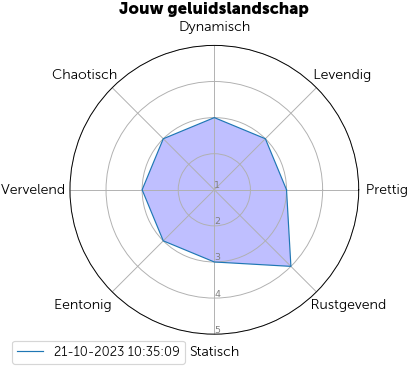 Jouw geluidslandschap
Dynamisch
Chaotisch
Levendig
Vervelend
Prettig
1
2
3
4
5
Eentonig
Rustgevend
21-10-2023 10:35:09
Statisch